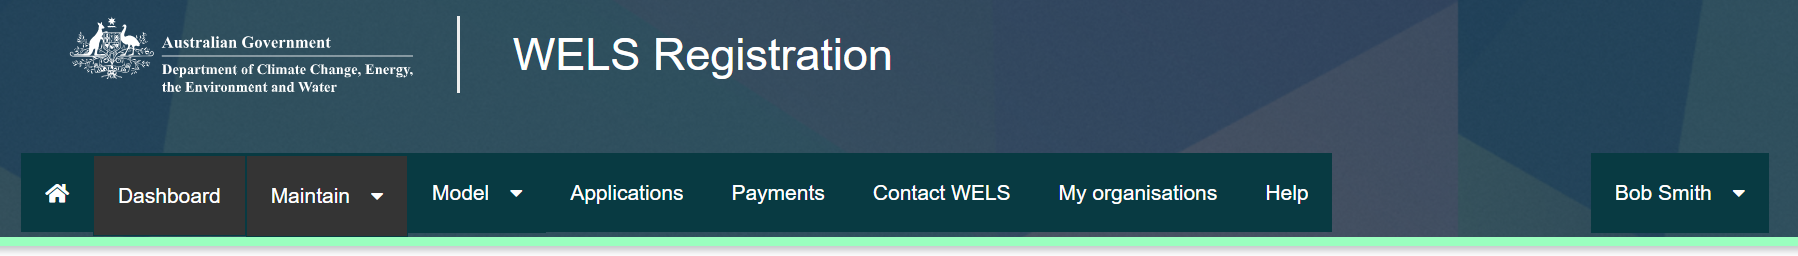 Australian Government
Department of Climate Change, Energy,
the Environment and Water
WELS Registration
Dashboard
Maintain
Model
Applications
Payments
Contact WELS
My organisations
Help
Bob Smith